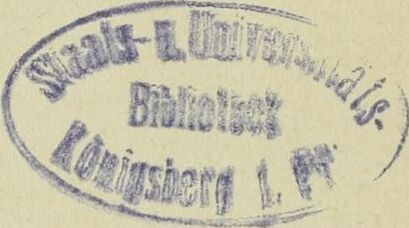 Staats- u. Universitäts-
Bibliothek
Königsberg i. Pr.